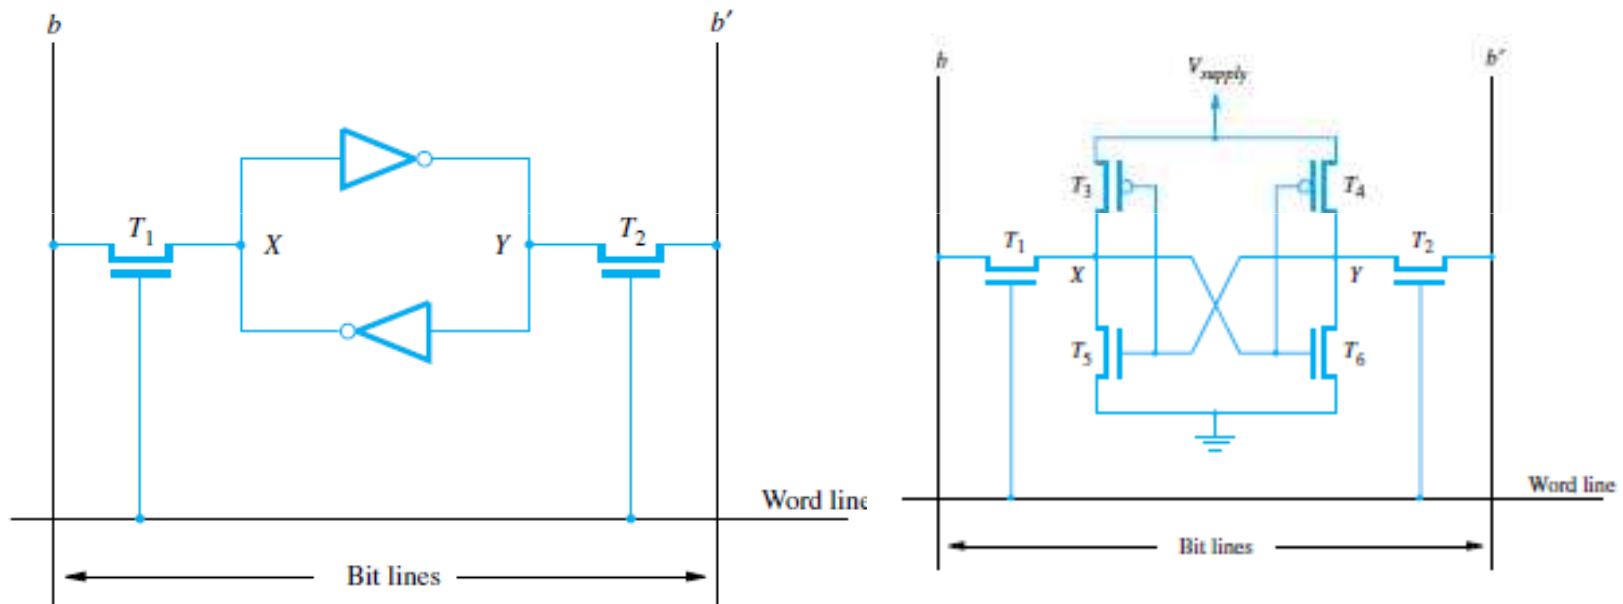 b
b′
T1
X
Y
T2
Word line
Bit lines
b
b′
Vsupply
T3
T4
T1
X
Y
T2
T5
T6
Word line
Bit lines